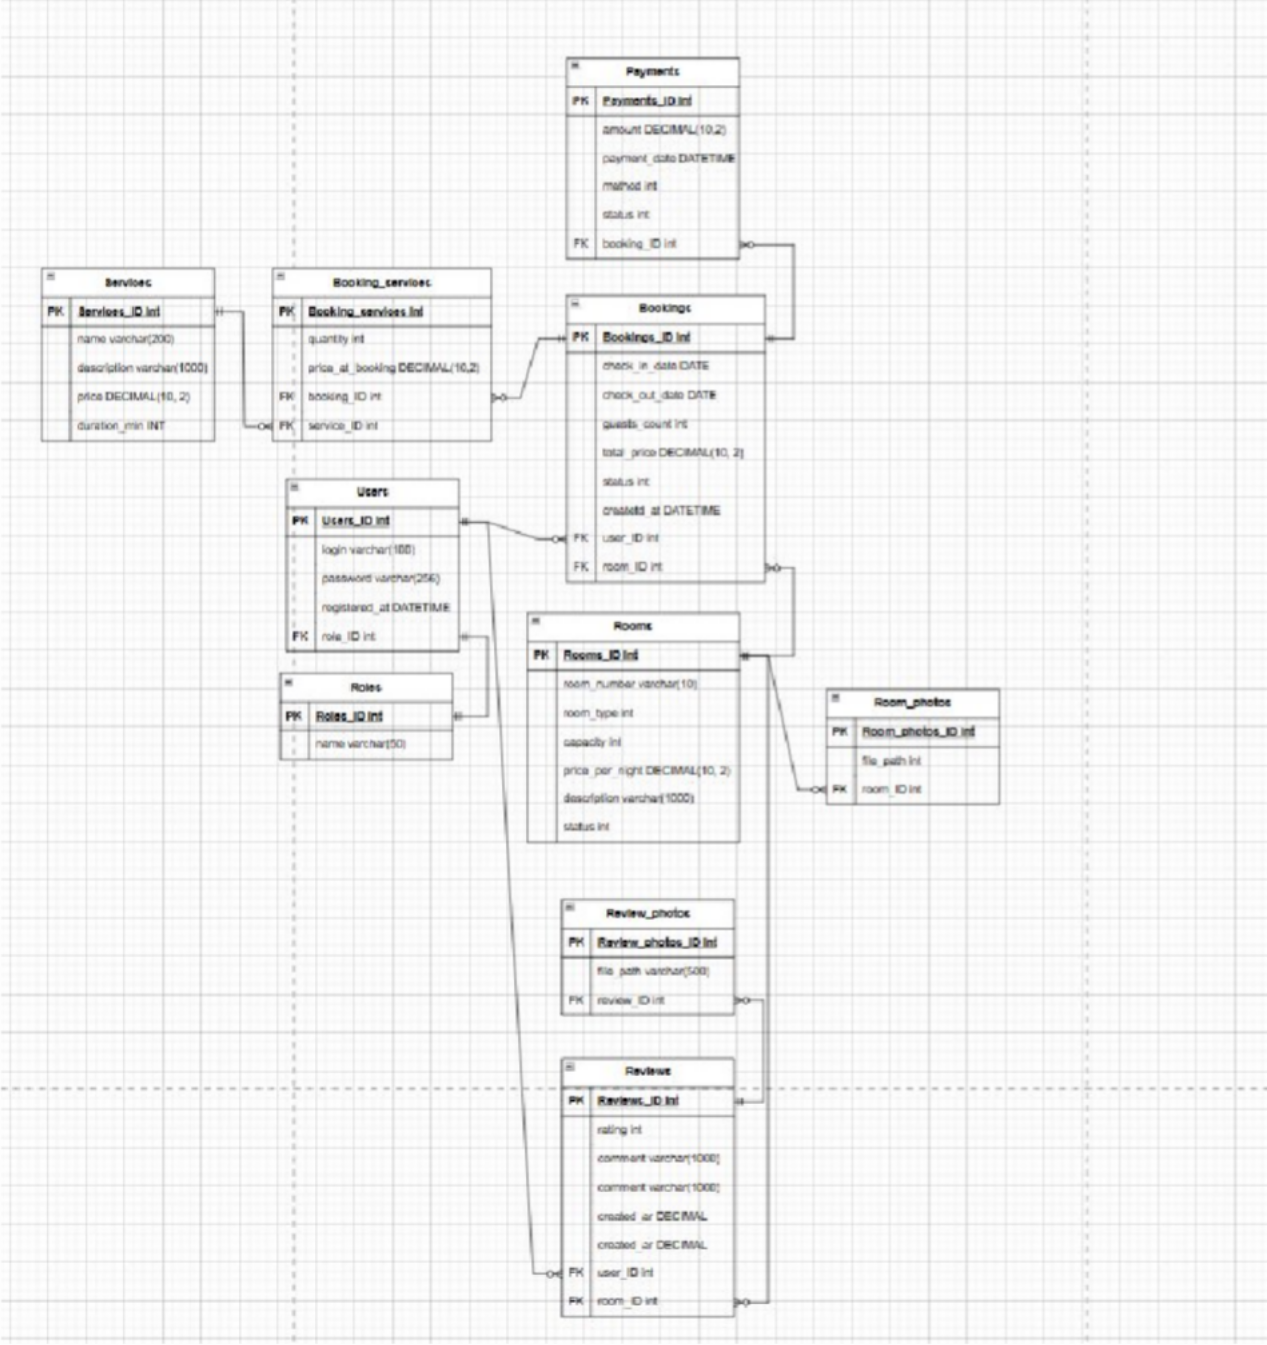 Payments
PK Payments_ID int
amount DECIMAL(10,2)
payment_date DATETIME
method int
status int
FK booking_ID int
Services
PK Services_ID int
name varchar(200)
description varchar(1000)
price DECIMAL(10, 2)
duration_min INT
Booking_services
PK Booking_services int
quantity int
price_at_booking DECIMAL(10,2)
FK booking_ID int
FK service_ID int
Bookings
PK Bookings_ID int
check_in_date DATE
check_out_date DATE
guests_count int
total_price DECIMAL(10, 2)
status int
DATETIME
FK user_ID int
FK room_ID int
Users
PK Users_ID int
login varchar(100)
password varchar(256)
registered_at DATETIME
FK role_ID int
Roles
PK Roles_ID int
name varchar(50)
Rooms
PK Rooms_ID int
room_number varchar(10)
room_type int
capacity int
price_per_night DECIMAL(10, 2)
description varchar(1000)
status int
Room_photos
PK Room_photos_ID int
file_path int
FK room_ID int
Review_photos
PK Review_photos_ID int
file_path varchar(500)
FK review_ID int
Reviews
PK Reviews_ID int
rating int
comment varchar(1000)
comment varchar(1000)
created_ar DECIMAL
created_ar DECIMAL
FK user_ID int
FK room_ID int